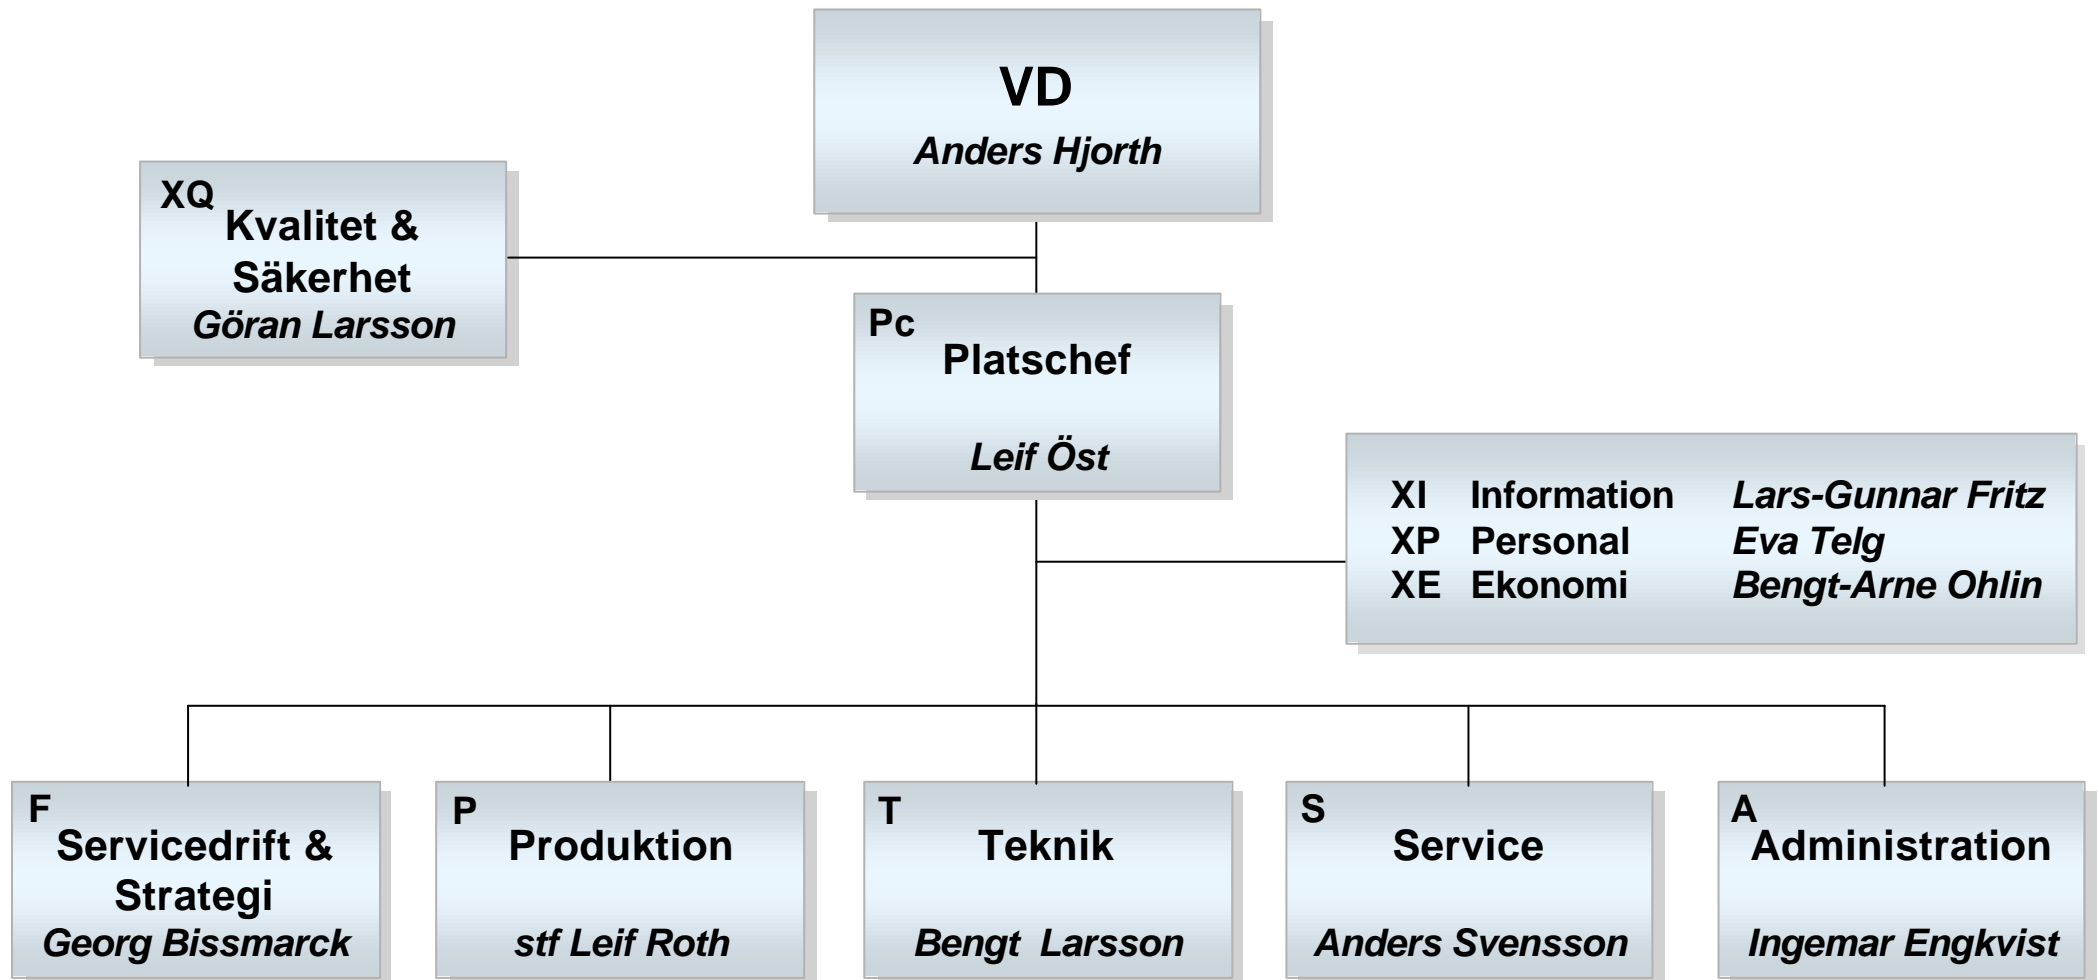 VD
Anders Hjorth
XQ
Kvalitet &
Säkerhet
Göran Larsson
Pc
Platschef
Leif Öst
XI Information Lars-Gunnar Fritz
XP Personal Eva Telg
XE Ekonomi Bengt-Arne Ohlin
F
Servicedrift &
Strategi
Georg Bissmarck
P
Produktion
stf Leif Roth
T
Teknik
Bengt Larsson
S
Service
Anders Svensson
A
Administration
Ingemar Engkvist